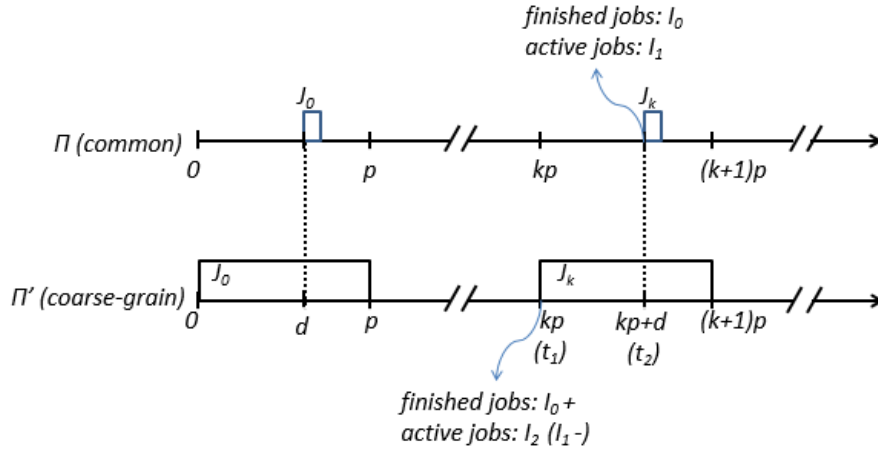 finished jobs: I₀
active jobs: I₁
J₀
Jₖ
Π (common)
0
p
kp
(k+1)p
J₀
Jₖ
Π’ (coarse-grain)
0
d
p
kp
kp+d
(k+1)p
(t₁)
(t₂)
finished jobs: I₀ +
active jobs: I₂ (I₁ -)